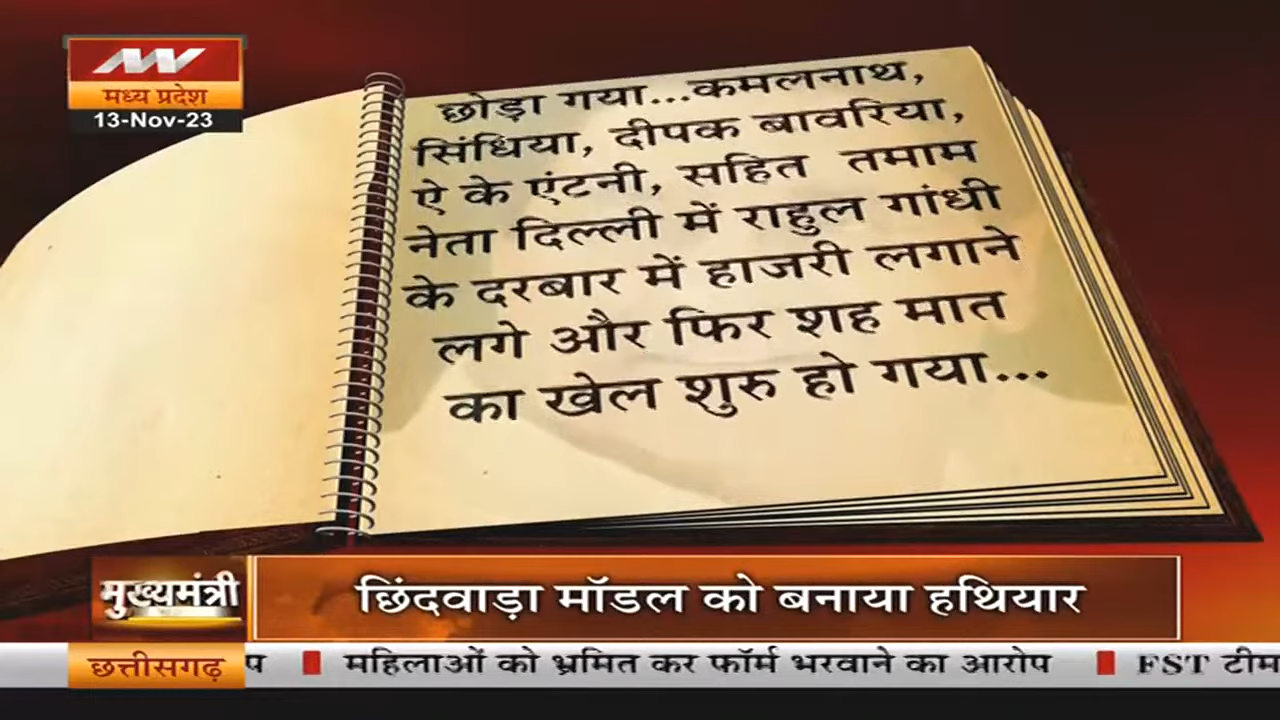 मध्य प्रदेश
13-Nov-23
छोड़ा गया...कमलनाथ,
सिंधिया, दीपक बावरिया,
ऐ के एंटनी, सहित तमाम
नेता दिल्ली में राहुल गांधी
के दरबार में हाजरी लगाने
लगे और फिर शह मात
का खेल शुरु हो गया...
मुख्यमंत्री
छिंदवाड़ा मॉडल को बनाया हथियार
छत्तीसगढ़
प महिलाओं को भ्रमित कर फॉर्म भरवाने का आरोप FST टीम